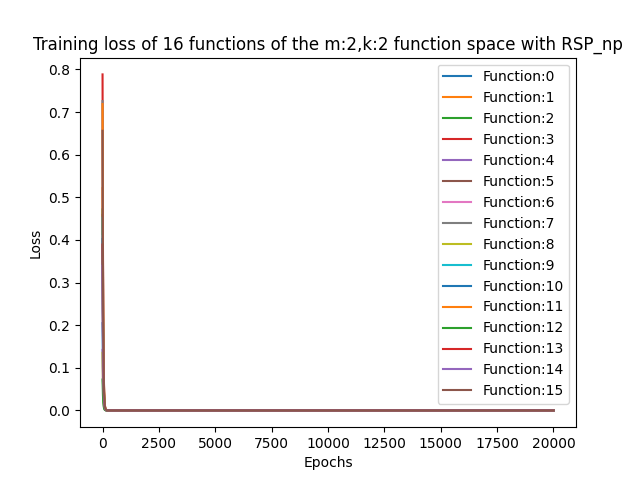 Training loss of 16 functions of the m:2,k:2 function space with RSP_np
0.8
0.7
0.6
0.5
0.4
0.3
0.2
0.1
0.0
Loss
Function:0
Function:1
Function:2
Function:3
Function:4
Function:5
Function:6
Function:7
Function:8
Function:9
Function:10
Function:11
Function:12
Function:13
Function:14
Function:15
0 2500 5000 7500 10000 12500 15000 17500 20000
Epochs